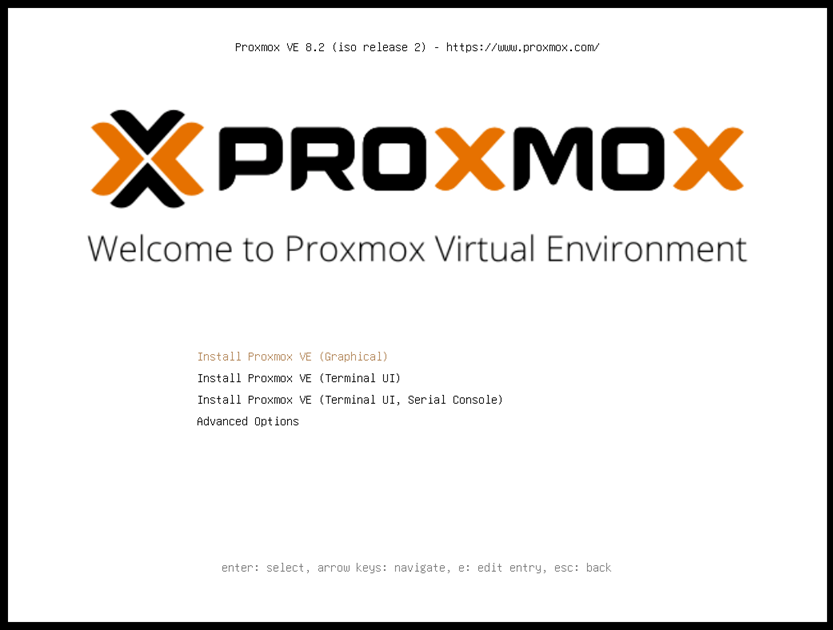 Proxmox VE 8.2 (iso release 2) - https://www.proxmox.com/
PROXMOX
Welcome to Proxmox Virtual Environment
Install Proxmox VE (Graphical)
Install Proxmox VE (Terminal UI)
Install Proxmox VE (Terminal UI, Serial Console)
Advanced Options
enter: select, arrow keys: navigate, e: edit entry, esc: back